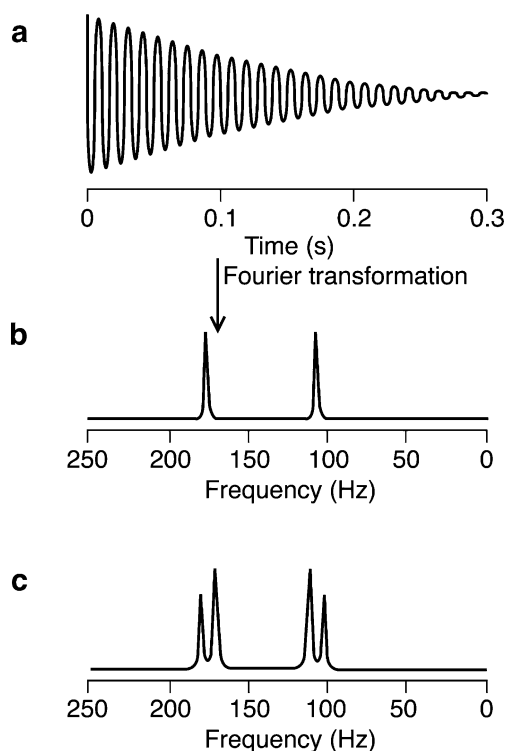 a
0 0.1 0.2 0.3
Time (s)
Fourier transformation
b
250 200 150 100 50 0
Frequency (Hz)
c
250 200 150 100 50 0
Frequency (Hz)